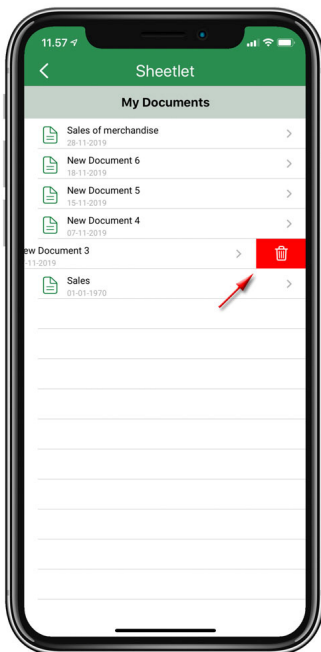 11.57
Sheetlet
My Documents
Sales of merchandise
28-11-2019
New Document 6
18-11-2019
New Document 5
15-11-2019
New Document 4
07-11-2019
ew Document 3
-11-2019
Sales
01-01-1970